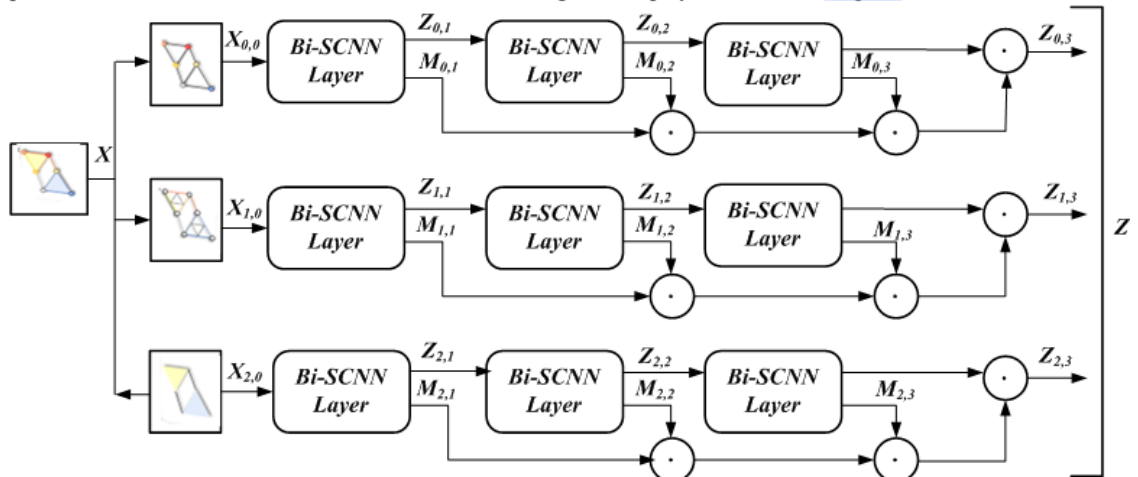 X
X0,0
Bi-SCNN
Layer
Z0,1
M0,1
Bi-SCNN
Layer
Z0,2
M0,2
Bi-SCNN
Layer
M0,3
Z0,3
X1,0
Bi-SCNN
Layer
Z1,1
M1,1
Bi-SCNN
Layer
Z1,2
M1,2
Bi-SCNN
Layer
M1,3
Z1,3
Z
X2,0
Bi-SCNN
Layer
Z2,1
M2,1
Bi-SCNN
Layer
Z2,2
M2,2
Bi-SCNN
Layer
M2,3
Z2,3